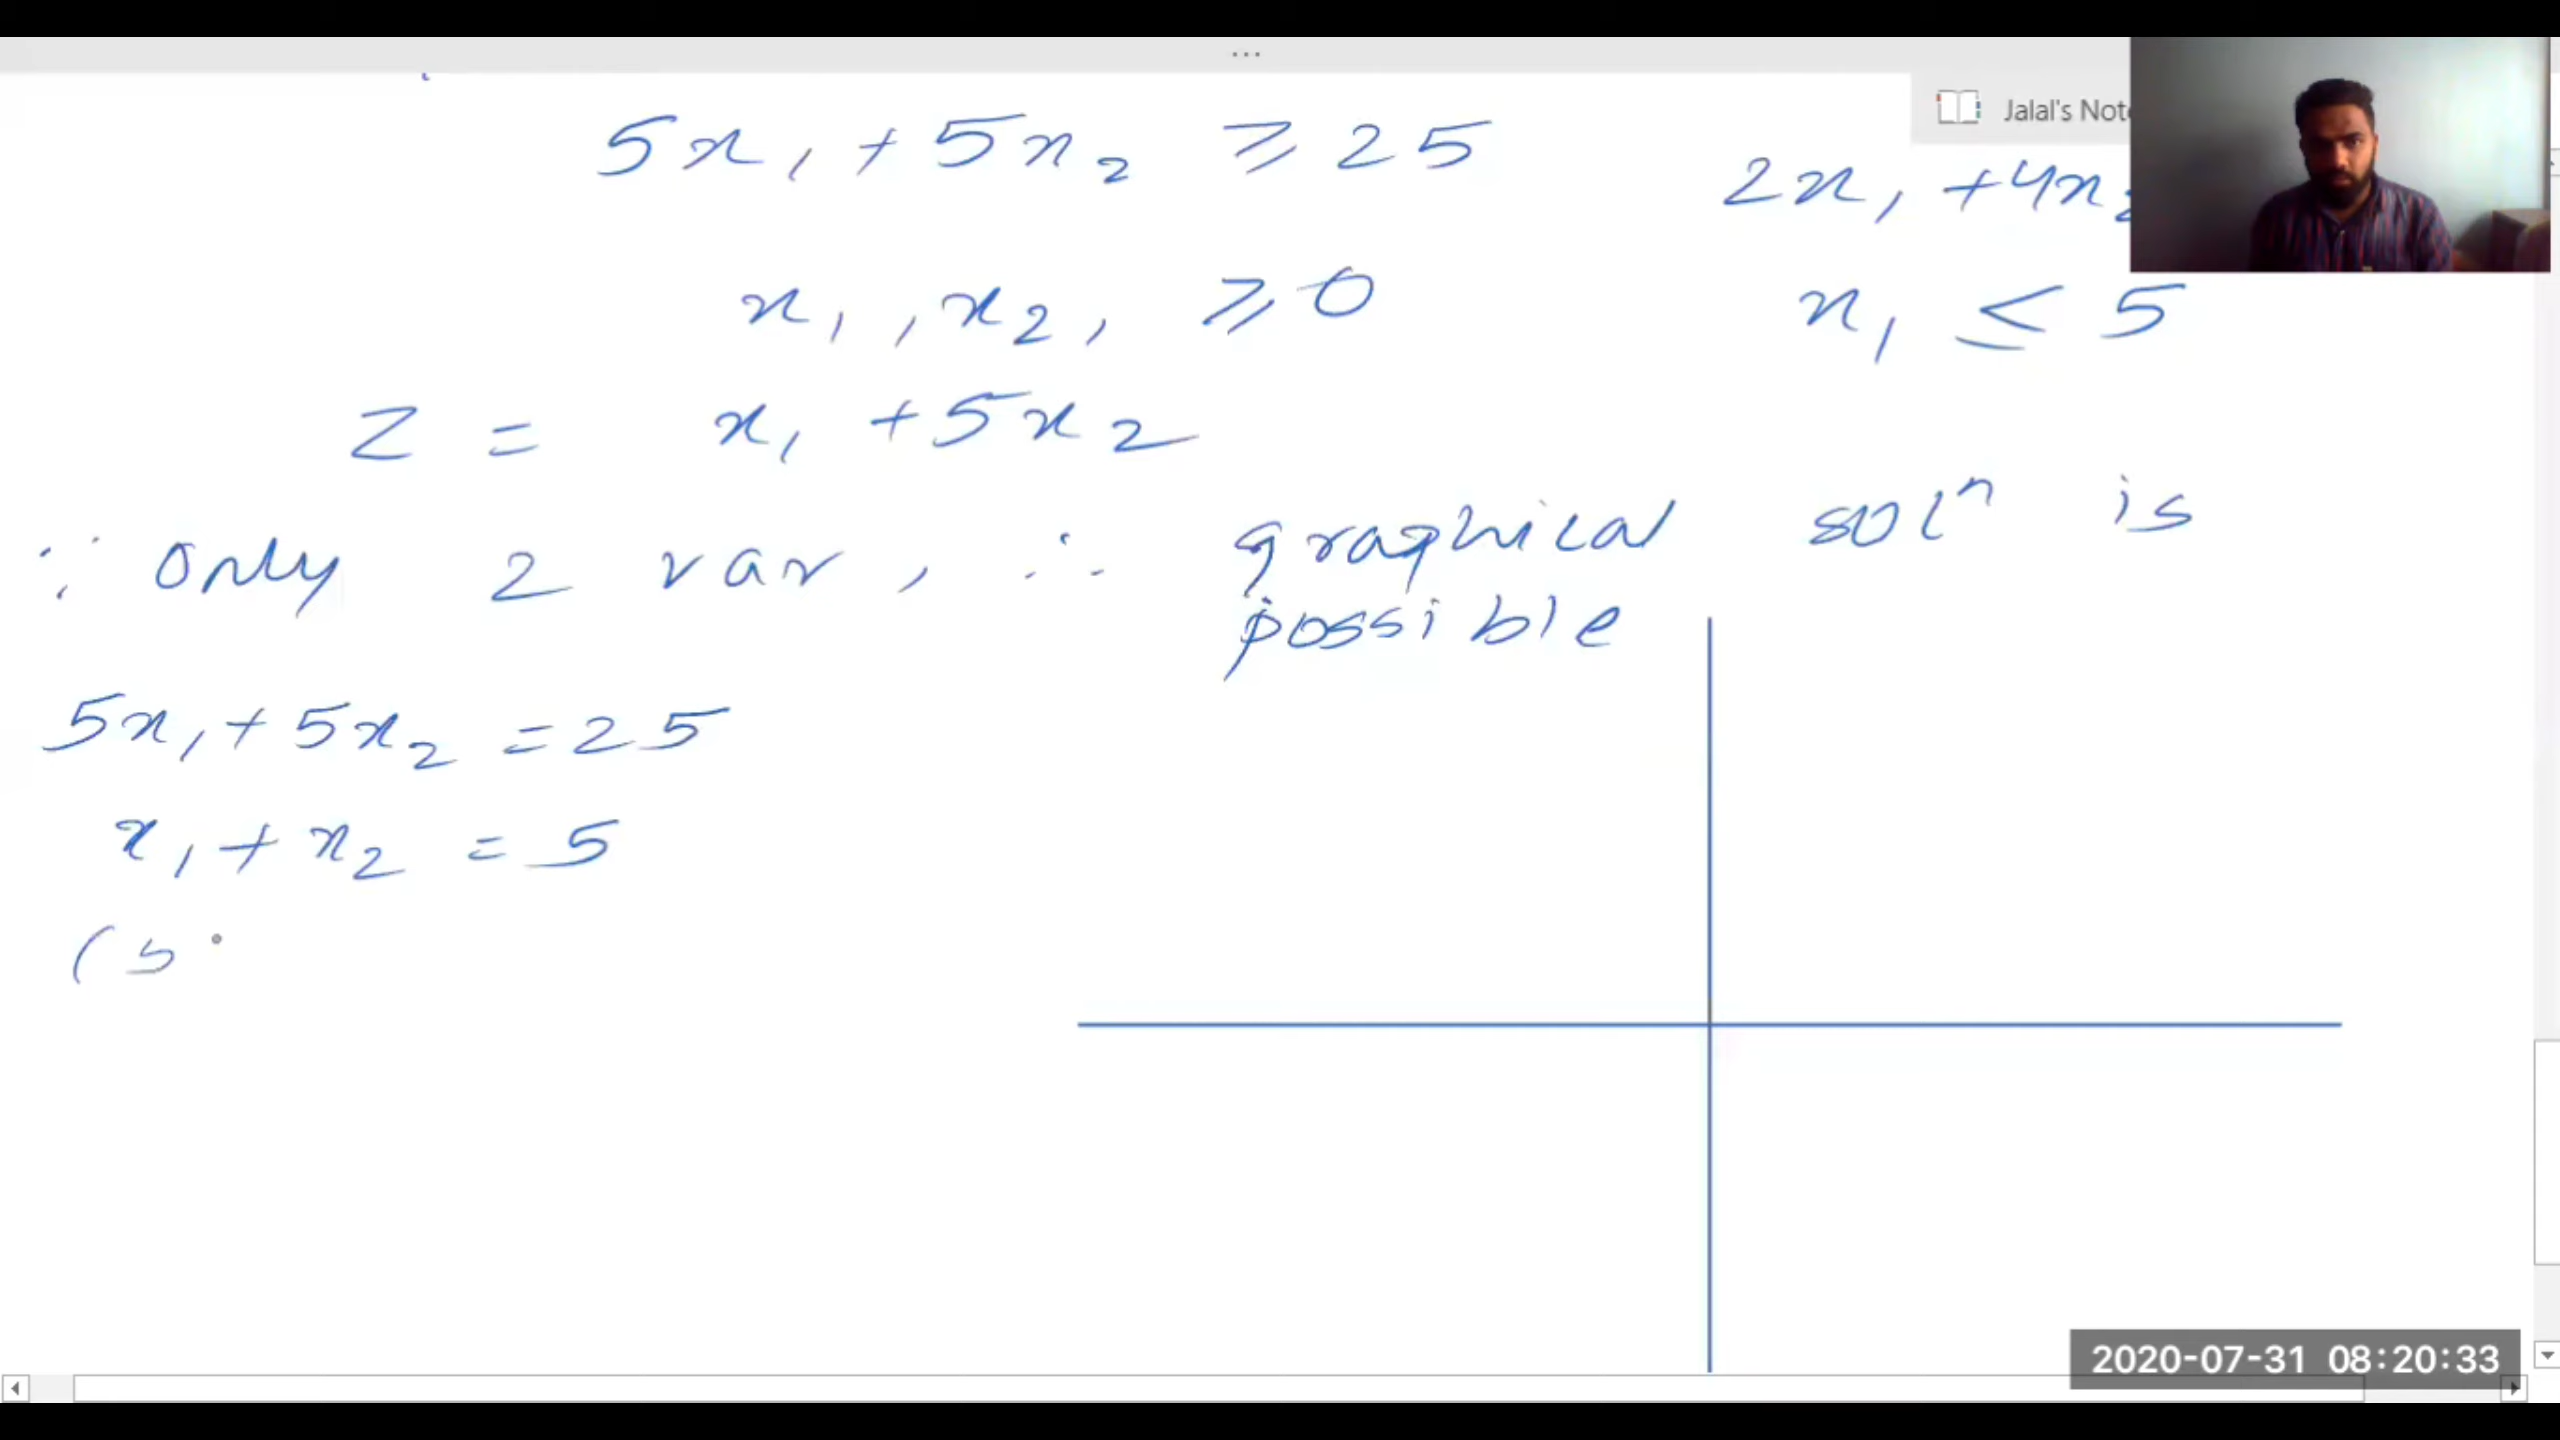 ...
Jalal's Not
5x₁ + 5x₂ ⩾ 25
2x₁ + 4x₂
x₁, x₂, ⩾ 0
x₁ ≤ 5
Z = x₁ + 5x₂
∵ only 2 var, ∴ graphical solⁿ is
possible
5x₁ + 5x₂ = 25
x₁ + x₂ = 5
(5
2020-07-31 08:20:33